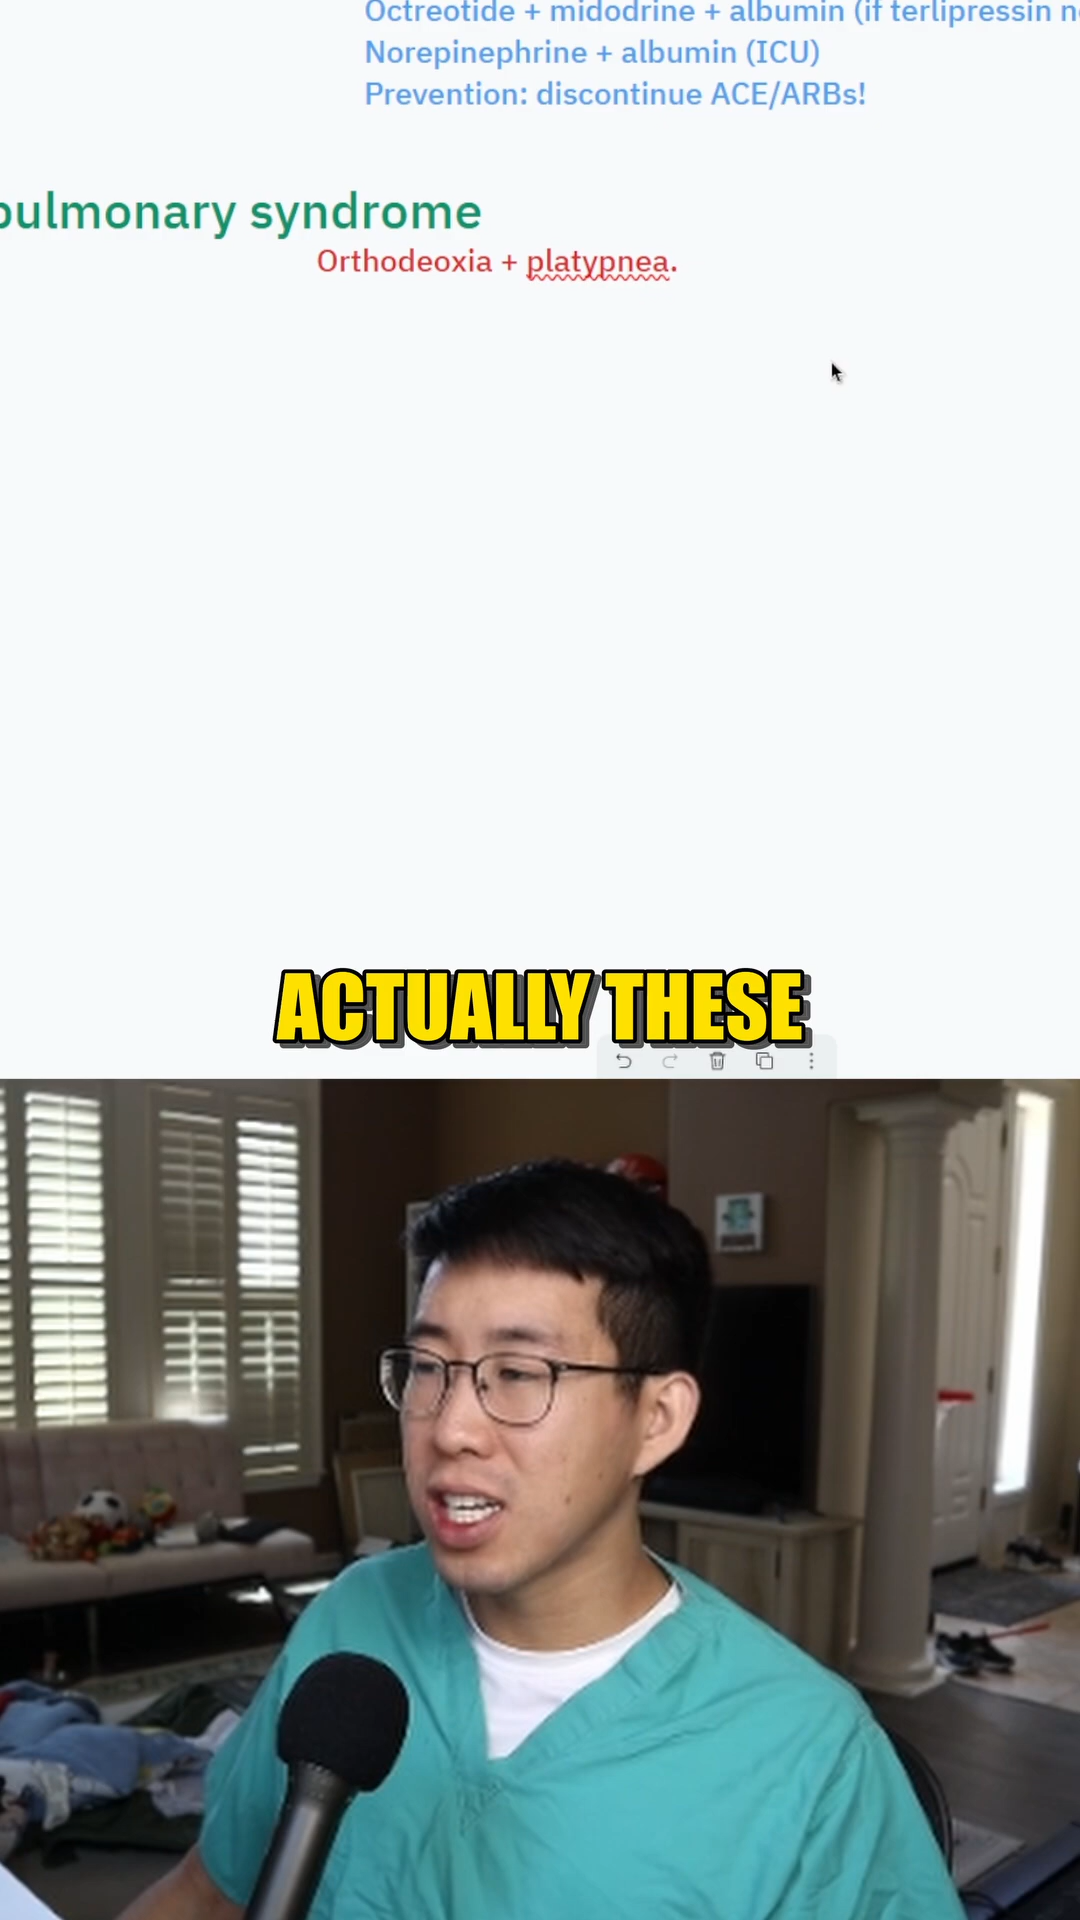 Octreotide + midodrine + albumin (if terlipressin n
Norepinephrine + albumin (ICU)
Prevention: discontinue ACE/ARBs!
pulmonary syndrome
Orthodeoxia + platypnea.
ACTUALLY THESE